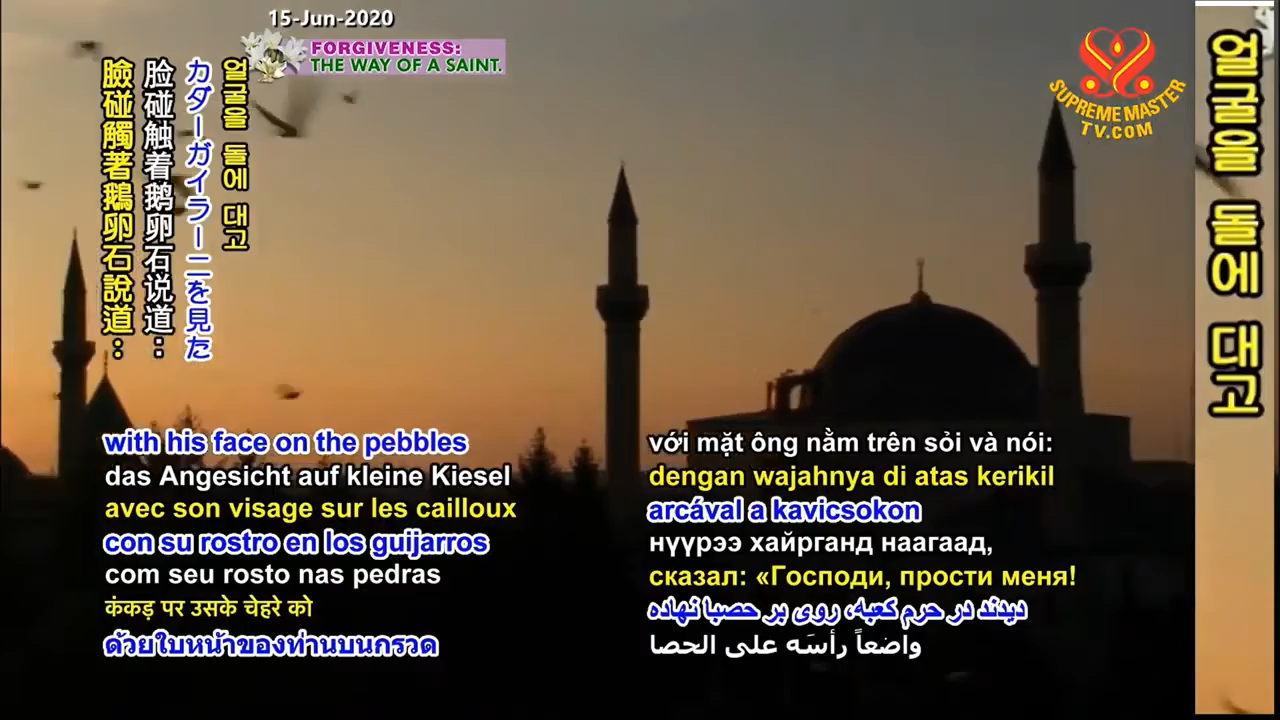 15-Jun-2020
FORGIVENESS:
THE WAY OF A SAINT.
SUPREME MASTER
TV.COM
얼굴을 돌에 대고
カダーガイラーニを見た
脸碰触着鹅卵石说道：
臉碰觸著鵝卵石說道：
with his face on the pebbles
das Angesicht auf kleine Kiesel
avec son visage sur les cailloux
con su rostro en los guijarros
com seu rosto nas pedras
कंकड़ पर उसके चेहरे को
ด้วยใบหน้าของท่านบนกรวด
với mặt ông nằm trên sỏi và nói:
dengan wajahnya di atas kerikil
arcával a kavicsokon
нүүрээ хайрганд наагаад,
сказал: «Господи, прости меня!
دیدند در حرم کعبه، روی بر حصبا نهاده
واضعاً رأسَه على الحصا
얼굴을 돌에 대고